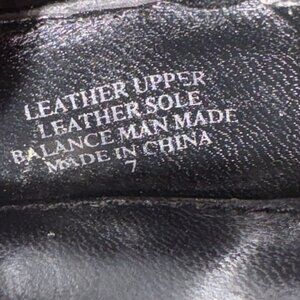 LEATHER UPPER
LEATHER SOLE
BALANCE MAN MADE
MADE IN CHINA
7